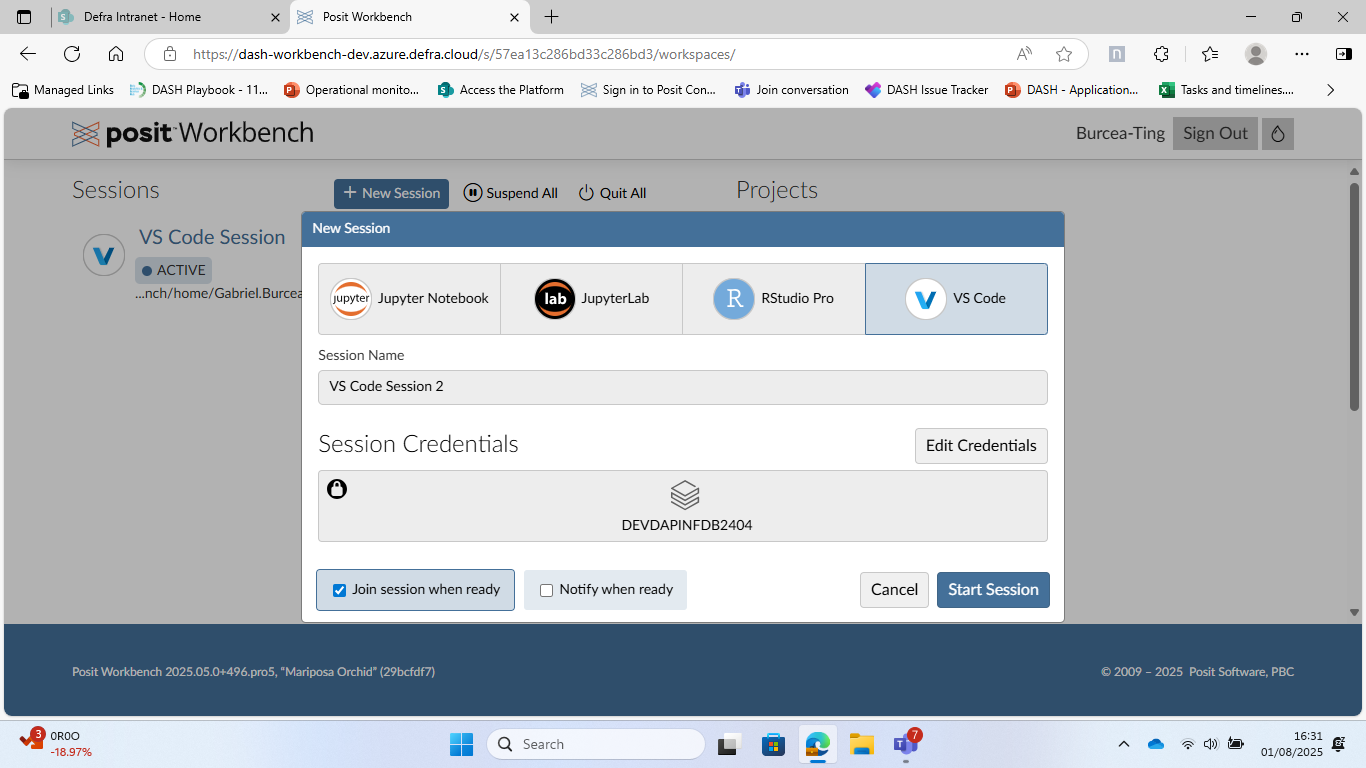 Defra Intranet - Home
Posit Workbench
https://dash-workbench-dev.azure.defra.cloud/s/57ea13c286bd33c286bd3/workspaces/
Managed Links
DASH Playbook - 11...
Operational monito...
Access the Platform
Sign in to Posit Con...
Join conversation
DASH Issue Tracker
DASH - Application...
Tasks and timelines....
posit Workbench
Burcea-Ting
Sign Out
Sessions
New Session
Suspend All
Quit All
Projects
VS Code Session
ACTIVE
...nch/home/Gabriel.Burcea
New Session
jupyter
Jupyter Notebook
lab
JupyterLab
R
RStudio Pro
VS Code
Session Name
VS Code Session 2
Session Credentials
Edit Credentials
DEVDAPINFDB2404
Join session when ready
Notify when ready
Cancel
Start Session
Posit Workbench 2025.05.0+496.pro5, "Mariposa Orchid" (29bcfdf7)
© 2009 – 2025 Posit Software, PBC
3
0R0O
-18.97%
Search
7
16:31
01/08/2025